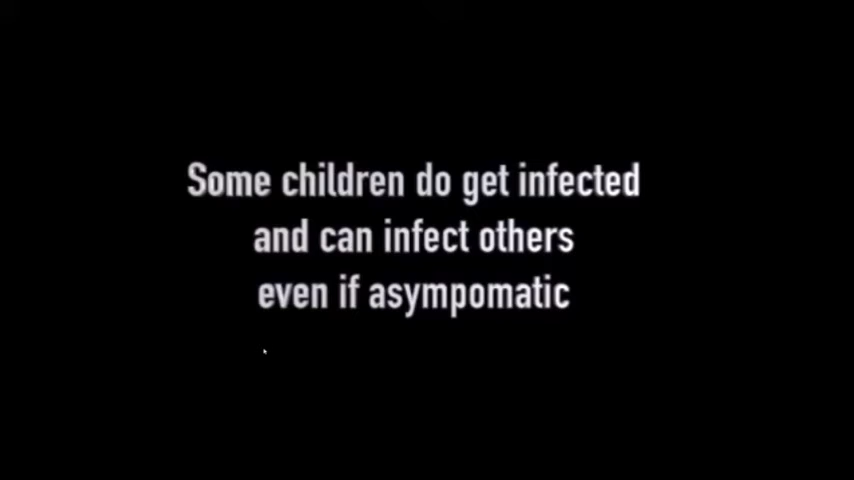 Some children do get infected
and can infect others
even if asympomatic